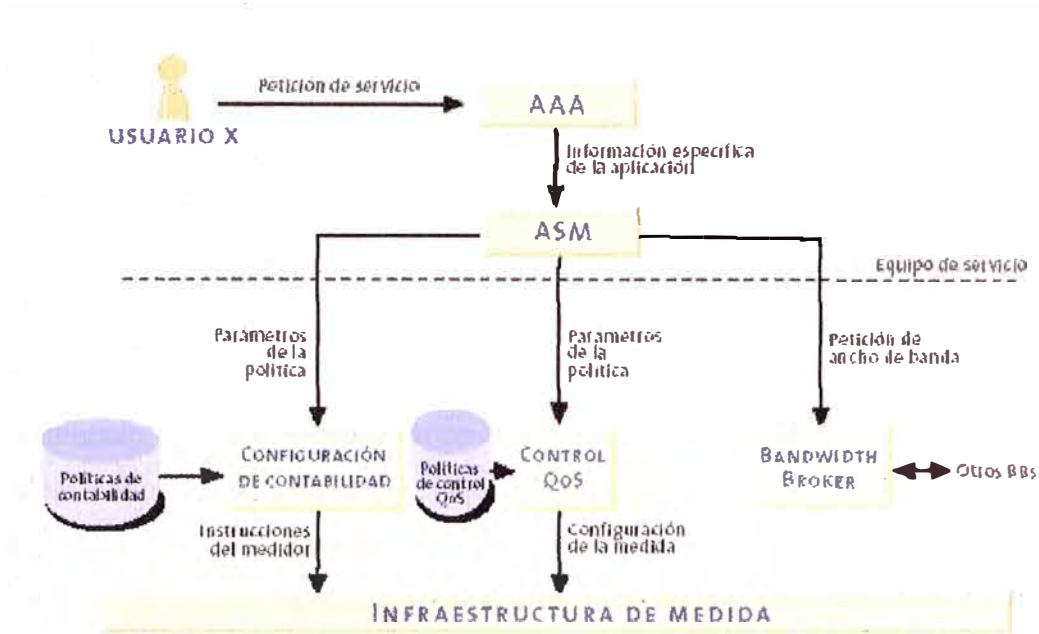 Petición de servicio
AAA
USUARIO X
Información específica
de la aplicación
ASM
Equipo de servicio
Parámetros
de la
política
Parámetros
de la
política
Petición de
ancho de banda
Políticas de
contabilidad
CONFIGURACIÓN
DE CONTABILIDAD
Políticas
de control
QoS
CONTROL
QoS
BANDWIDTH
BROKER
Otros BBs
Instrucciones
del medidor
Configuración
de la medida
INFRAESTRUCTURA DE MEDIDA